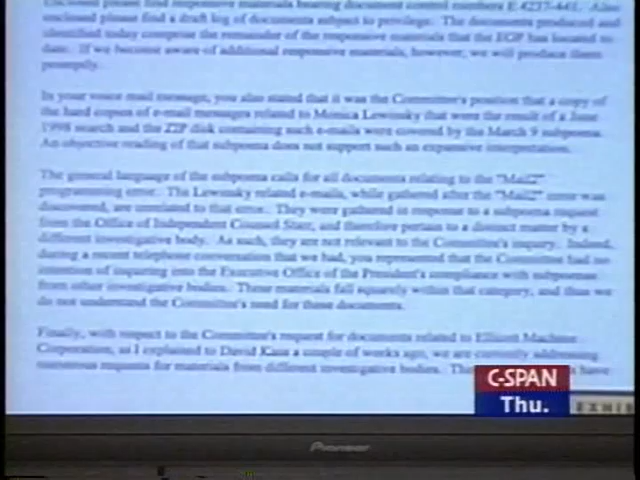 Enclosed please find responsive materials bearing document control numbers E 4237-4441. Also
enclosed please find a draft log of documents subject to privilege. The documents produced and
identified today comprise the remainder of the responsive materials that the EOP has located to
date. If we become aware of additional responsive materials, however, we will produce them
promptly.
In your voice mail message, you also stated that it was the Committee's position that a copy of
the hard copies of e-mail messages related to Monica Lewinsky that were the result of a June
1998 search and the ZIP disk containing such e-mails were covered by the March 9 subpoena.
An objective reading of that subpoena does not support such an expansive interpretation.
The general language of the subpoena calls for all documents relating to the "Mail2"
programming error. The Lewinsky related e-mails, while gathered after the "Mail2" error was
discovered, are unrelated to that error. They were gathered in response to a subpoena request
from the Office of Independent Counsel Starr, and therefore pertain to a distinct matter by a
different investigative body. As such, they are not relevant to the Committee's inquiry. Indeed,
during a recent telephone conversation that we had, you represented that the Committee had no
intention of inquiring into the Executive Office of the President's compliance with subpoenas
from other investigative bodies. These materials fall squarely within that category, and thus we
do not understand the Committee's need for these documents.
Finally, with respect to the Committee's request for documents related to Elliott Machine
Corporation, as I explained to David Kass a couple of weeks ago, we are currently addressing
numerous requests for materials from different investigative bodies. have
C-SPAN
Thu.
EXHIB
Pioneer